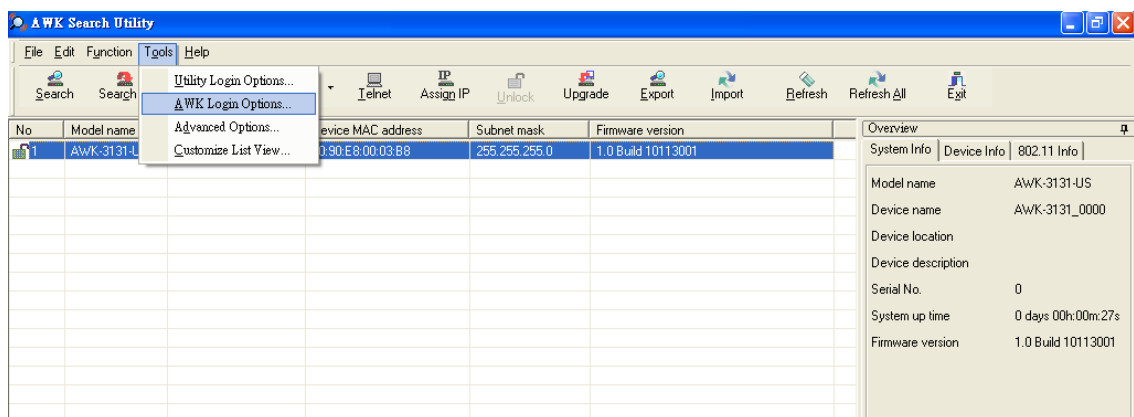 AWK Search Utility
File Edit Function Tools Help
Search Search Telnet Assign IP Unlock Upgrade Export Import Refresh Refresh All Exit
IP
Utility Login Options...
AWK Login Options...
Advanced Options...
Customize List View...
No Model name evice MAC address Subnet mask Firmware version
1 AWK-3131-U 0:90:E8:00:03:B8 255.255.255.0 1.0 Build 10113001
Overview
System Info Device Info 802.11 Info
Model name AWK-3131-US
Device name AWK-3131_0000
Device location
Device description
Serial No. 0
System up time 0 days 00h:00m:27s
Firmware version 1.0 Build 10113001